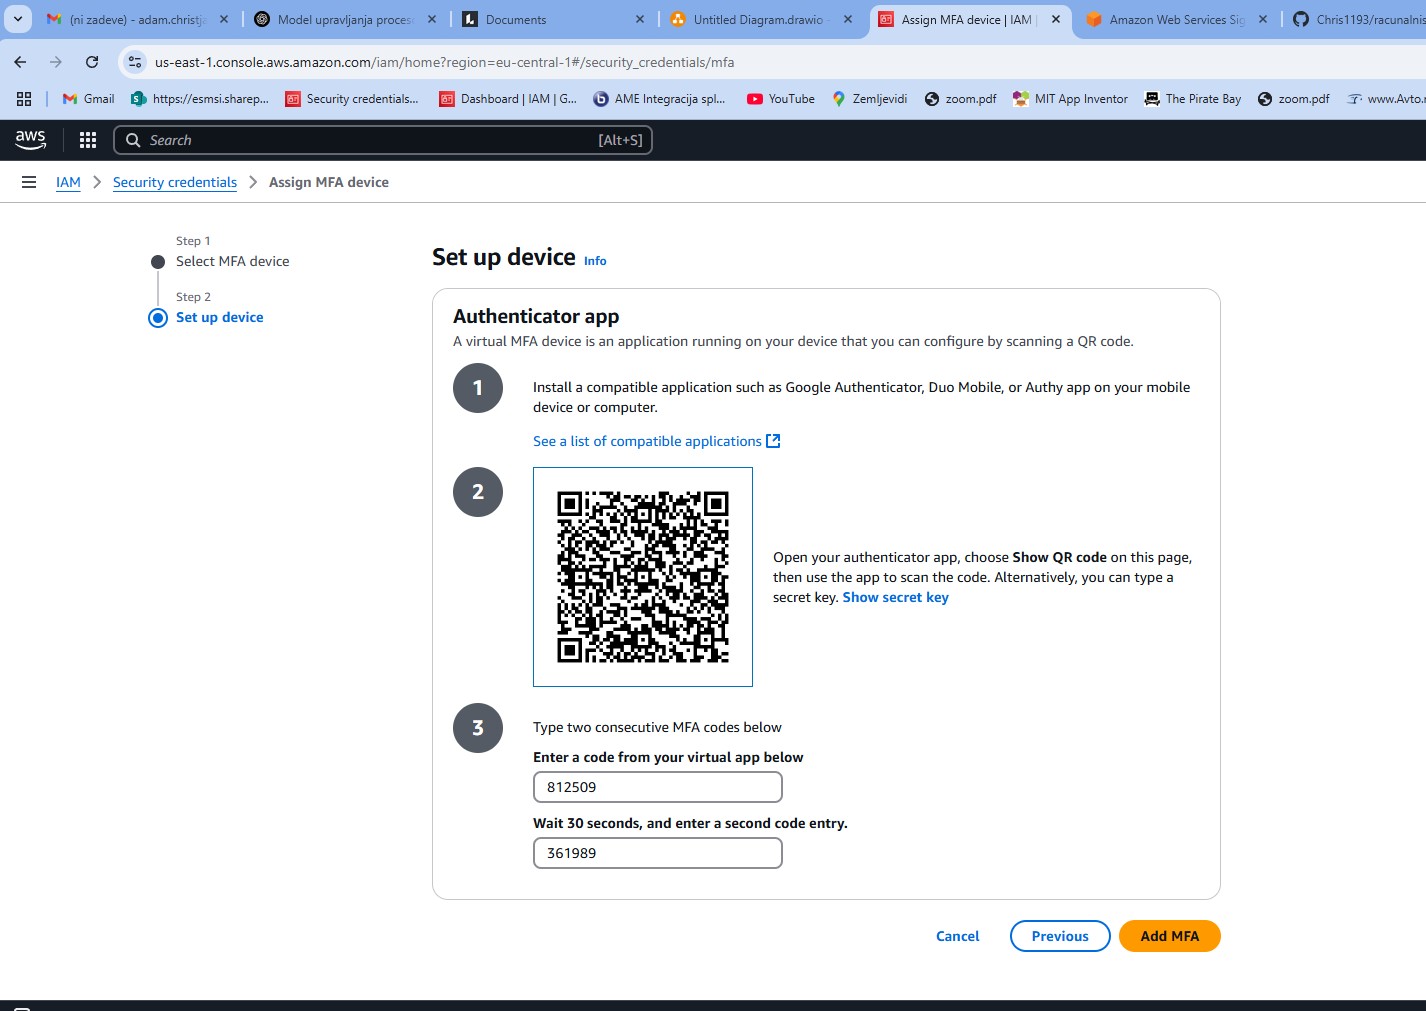 (ni zadeve) - adam.christja
Model upravljanja proces
Documents
Untitled Diagram.drawio
Assign MFA device | IAM |
Amazon Web Services Sig
Chris1193/racunalnis
us-east-1.console.aws.amazon.com/iam/home?region=eu-central-1#/security_credentials/mfa
Gmail
https://esmsi.sharep...
Security credentials...
Dashboard | IAM | G...
AME Integracija spl...
YouTube
Zemljevidi
zoom.pdf
MIT App Inventor
The Pirate Bay
zoom.pdf
www.Avto.n
aws
Search
[Alt+S]
IAM > Security credentials > Assign MFA device
Step 1
Select MFA device
Step 2
Set up device
Set up device Info
Authenticator app
A virtual MFA device is an application running on your device that you can configure by scanning a QR code.
1
Install a compatible application such as Google Authenticator, Duo Mobile, or Authy app on your mobile
device or computer.
See a list of compatible applications
2
Open your authenticator app, choose Show QR code on this page,
then use the app to scan the code. Alternatively, you can type a
secret key. Show secret key
3
Type two consecutive MFA codes below
Enter a code from your virtual app below
812509
Wait 30 seconds, and enter a second code entry.
361989
Cancel
Previous
Add MFA